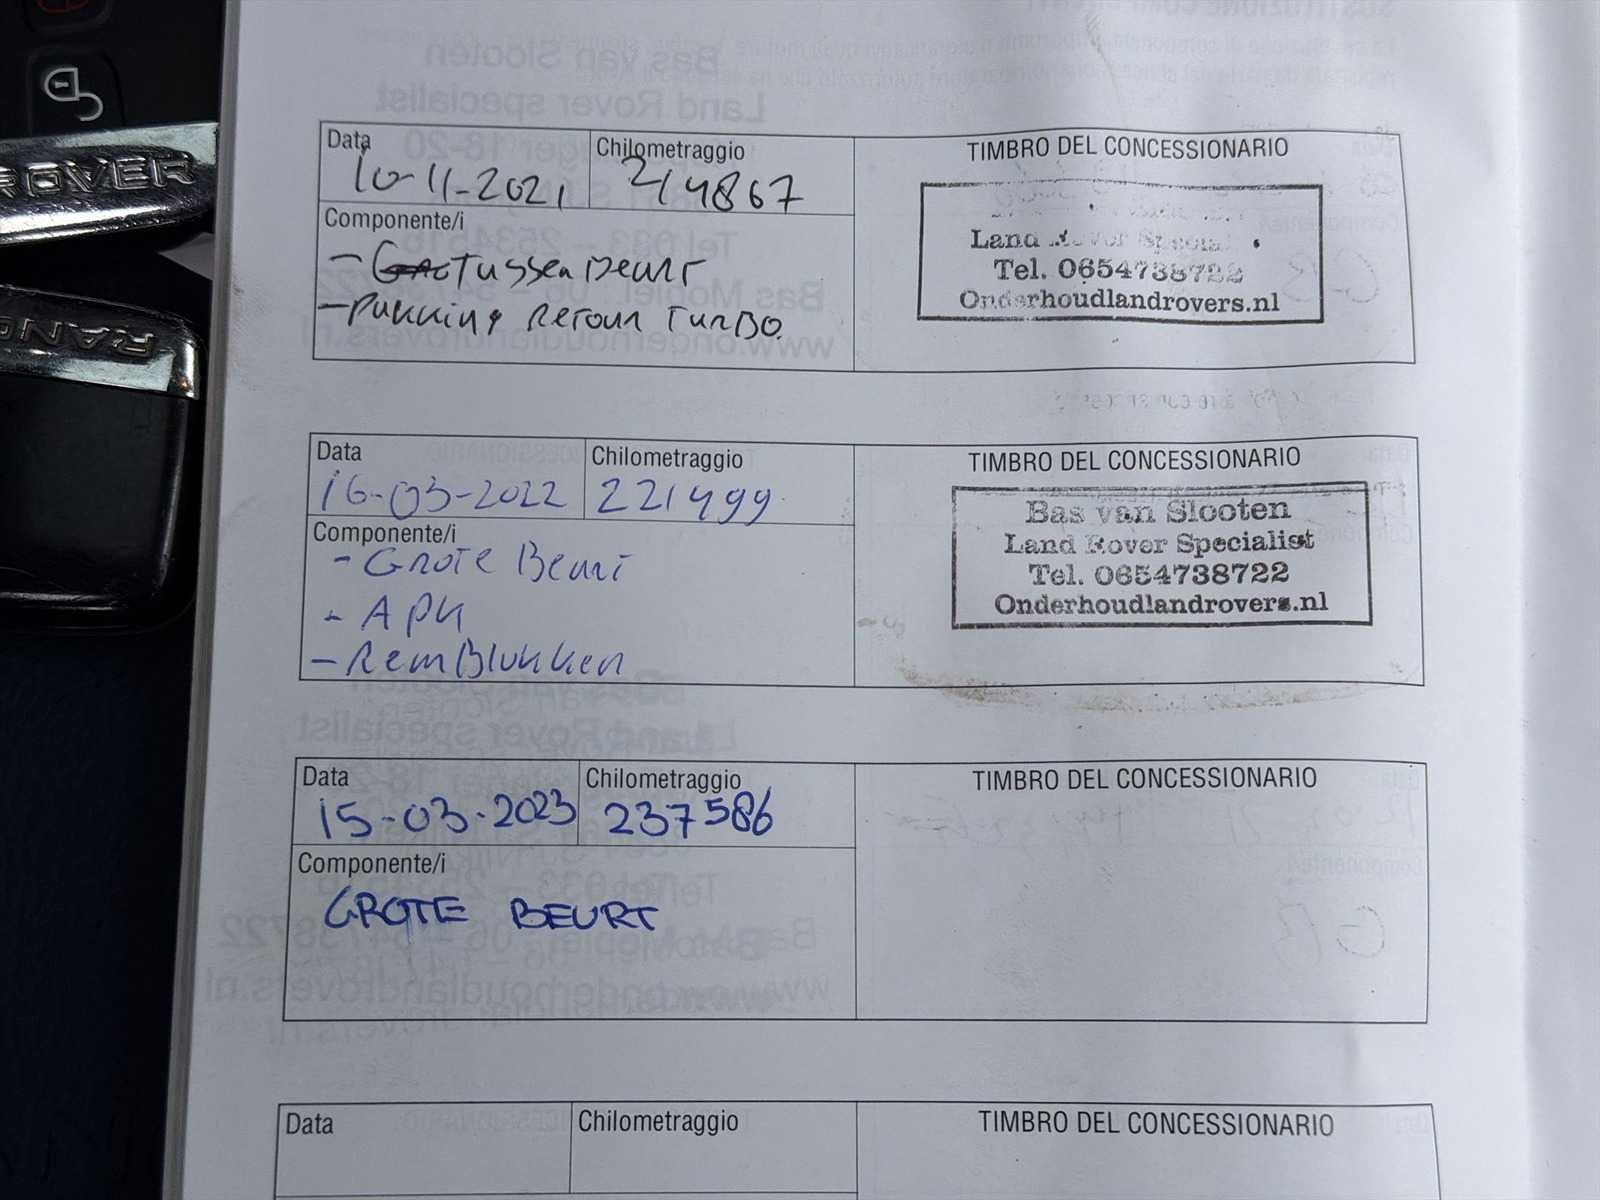 ROVER
RANG
Data
Chilometraggio
TIMBRO DEL CONCESSIONARIO
10-11-2021
214867
Componente/i
- Tussenbeurt
- Pakking Retour Turbo.
Land Rover Special
Tel. 0654738722
Onderhoudlandrovers.nl
Data
Chilometraggio
TIMBRO DEL CONCESSIONARIO
16-03-2022
221499
Componente/i
- Grote Beurt
- APK
- RemBlokken
Bas van Slooten
Land Rover Specialist
Tel. 0654738722
Onderhoudlandrovers.nl
Data
Chilometraggio
TIMBRO DEL CONCESSIONARIO
15-03-2023
237586
Componente/i
GROTE BEURT
Data
Chilometraggio
TIMBRO DEL CONCESSIONARIO